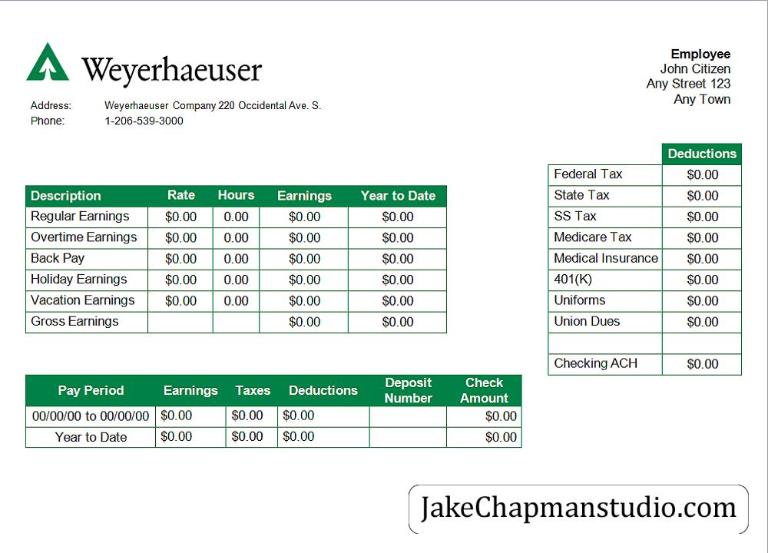 Weyerhaeuser
Address: Weyerhaeuser Company 220 Occidental Ave. S.
Phone: 1-206-539-3000
Employee
John Citizen
Any Street 123
Any Town
Deductions
Federal Tax $0.00
State Tax $0.00
SS Tax $0.00
Medicare Tax $0.00
Medical Insurance $0.00
401(K) $0.00
Uniforms $0.00
Union Dues $0.00
Checking ACH $0.00
Description Rate Hours Earnings Year to Date
Regular Earnings $0.00 0.00 $0.00 $0.00
Overtime Earnings $0.00 0.00 $0.00 $0.00
Back Pay $0.00 0.00 $0.00 $0.00
Holiday Earnings $0.00 0.00 $0.00 $0.00
Vacation Earnings $0.00 0.00 $0.00 $0.00
Gross Earnings $0.00 $0.00
Pay Period Earnings Taxes Deductions Deposit Number Check Amount
00/00/00 to 00/00/00 $0.00 $0.00 $0.00 $0.00
Year to Date $0.00 $0.00 $0.00 $0.00
JakeChapmanstudio.com